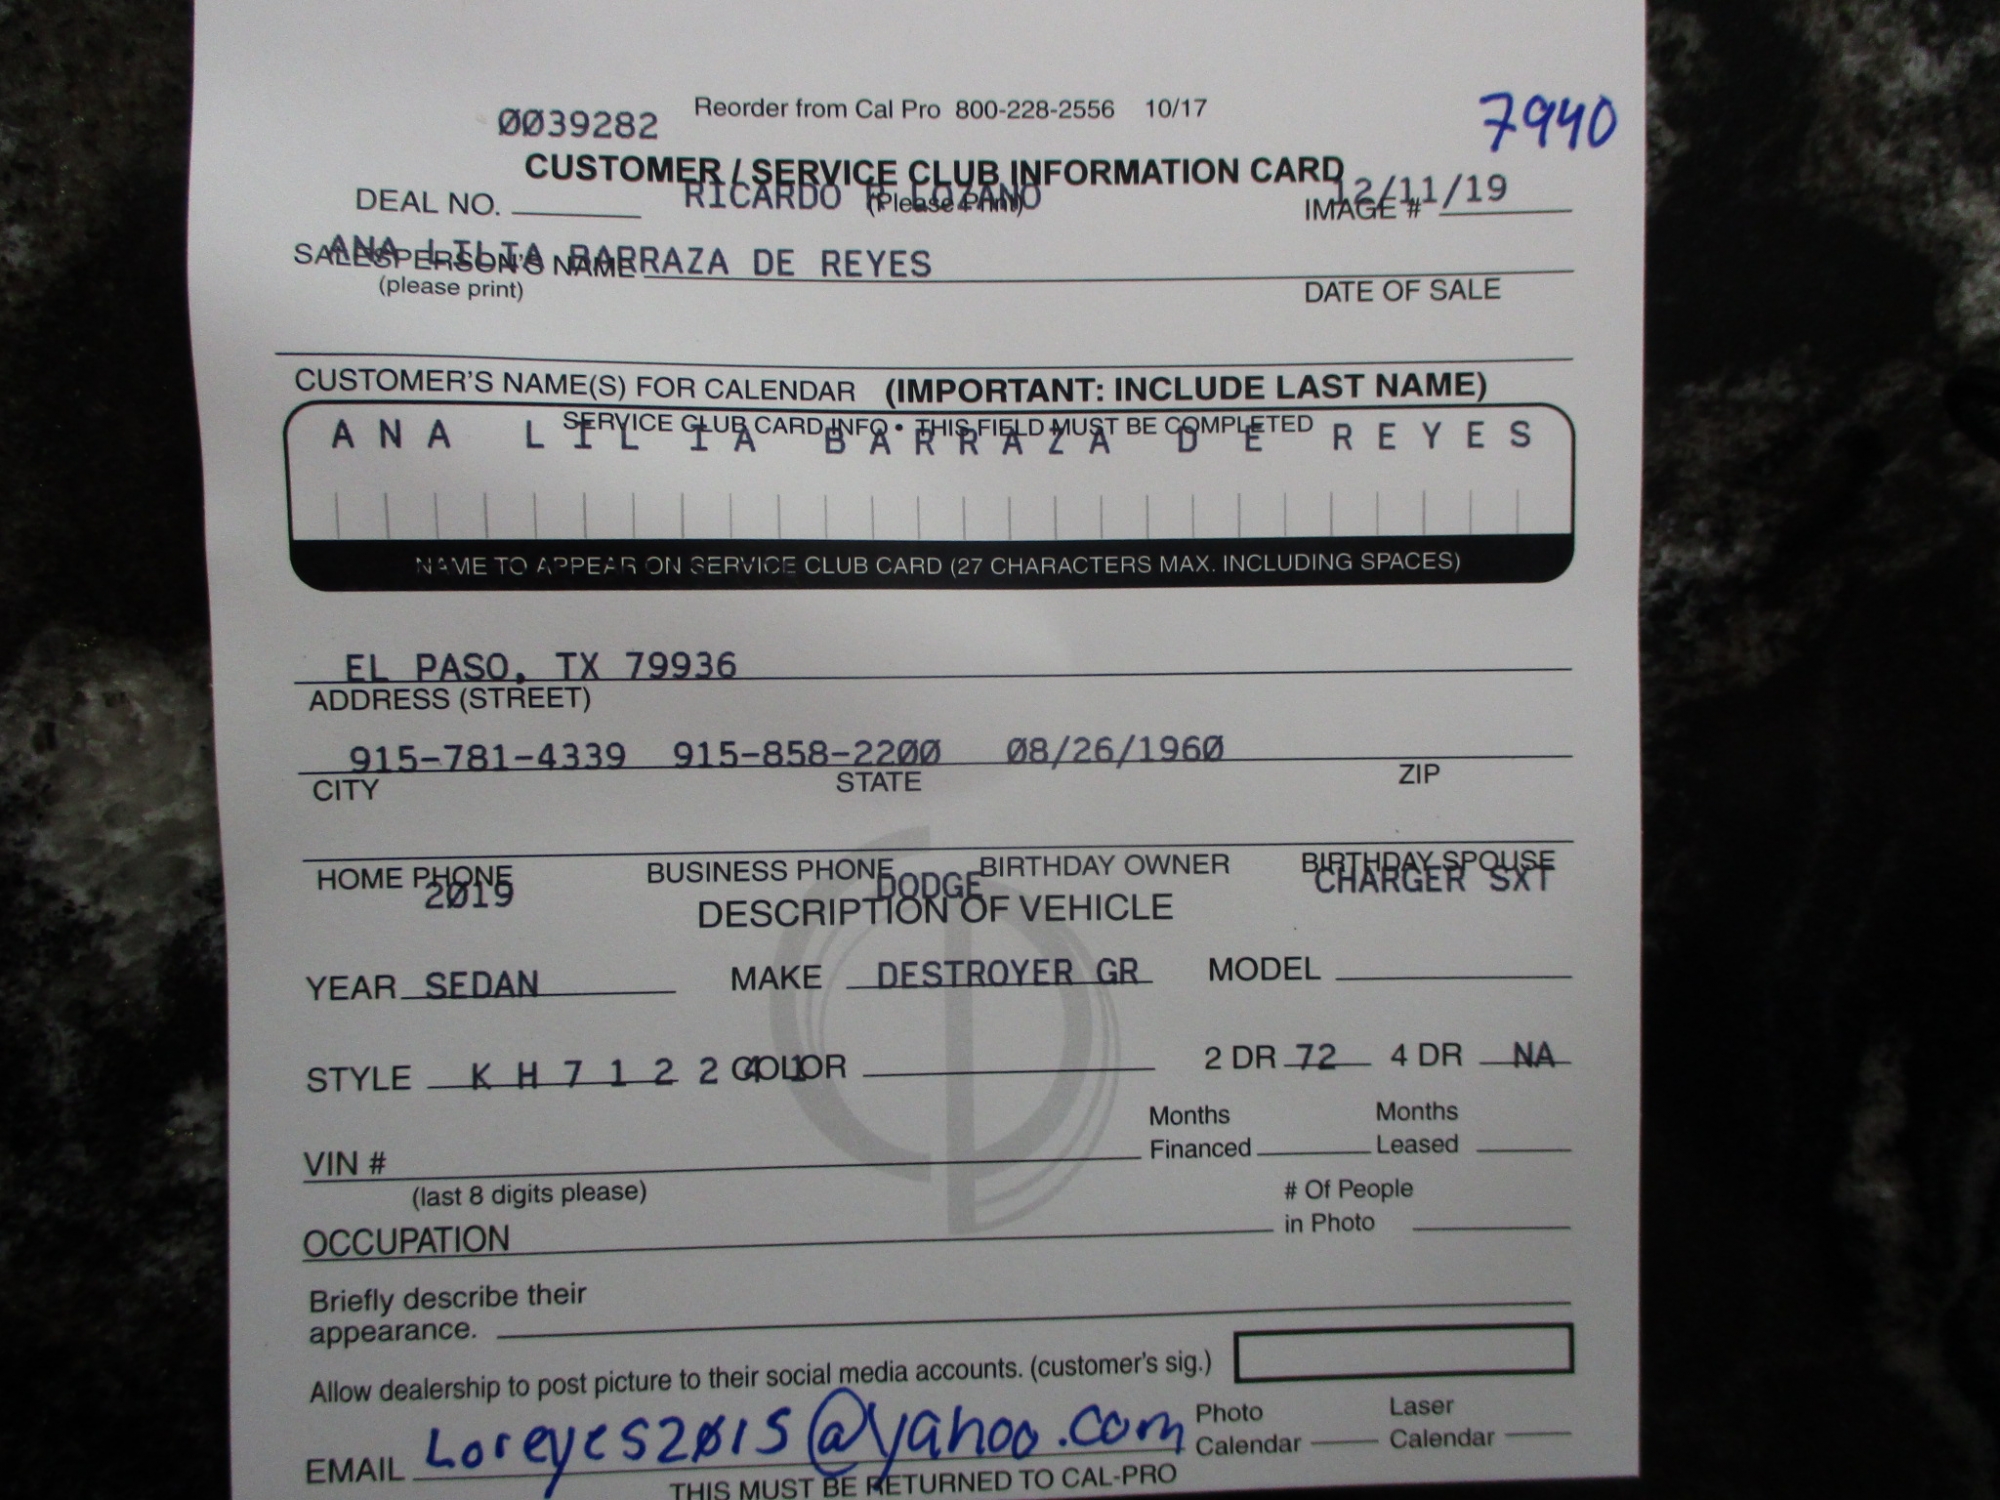 Reorder from Cal Pro 800-228-2556 10/17
0039282
7940
CUSTOMER / SERVICE CLUB INFORMATION CARD
DEAL NO. RICARDO LOZANO (Please Print) 12/11/19 IMAGE #
SALESPERSON'S NAME ANA LILIA BARRAZA DE REYES
(please print) DATE OF SALE
CUSTOMER'S NAME(S) FOR CALENDAR (IMPORTANT: INCLUDE LAST NAME)
SERVICE CLUB CARD INFO • THIS FIELD MUST BE COMPLETED
ANA LILIA BARRAZA DE REYES
NAME TO APPEAR ON SERVICE CLUB CARD (27 CHARACTERS MAX. INCLUDING SPACES)
EL PASO, TX 79936
ADDRESS (STREET)
915-781-4339 915-858-2200 08/26/1960
CITY STATE ZIP
HOME PHONE BUSINESS PHONE BIRTHDAY OWNER BIRTHDAY SPOUSE
2019 DODGE CHARGER SXT
DESCRIPTION OF VEHICLE
YEAR SEDAN MAKE DESTROYER GR MODEL
STYLE KH712241 COLOR 2 DR 72 4 DR NA
Months Financed Months Leased
VIN #
(last 8 digits please)
# Of People in Photo
OCCUPATION
Briefly describe their
appearance.
Allow dealership to post picture to their social media accounts. (customer's sig.)
EMAIL Loreyes2015@yahoo.com Photo Calendar Laser Calendar
THIS MUST BE RETURNED TO CAL-PRO